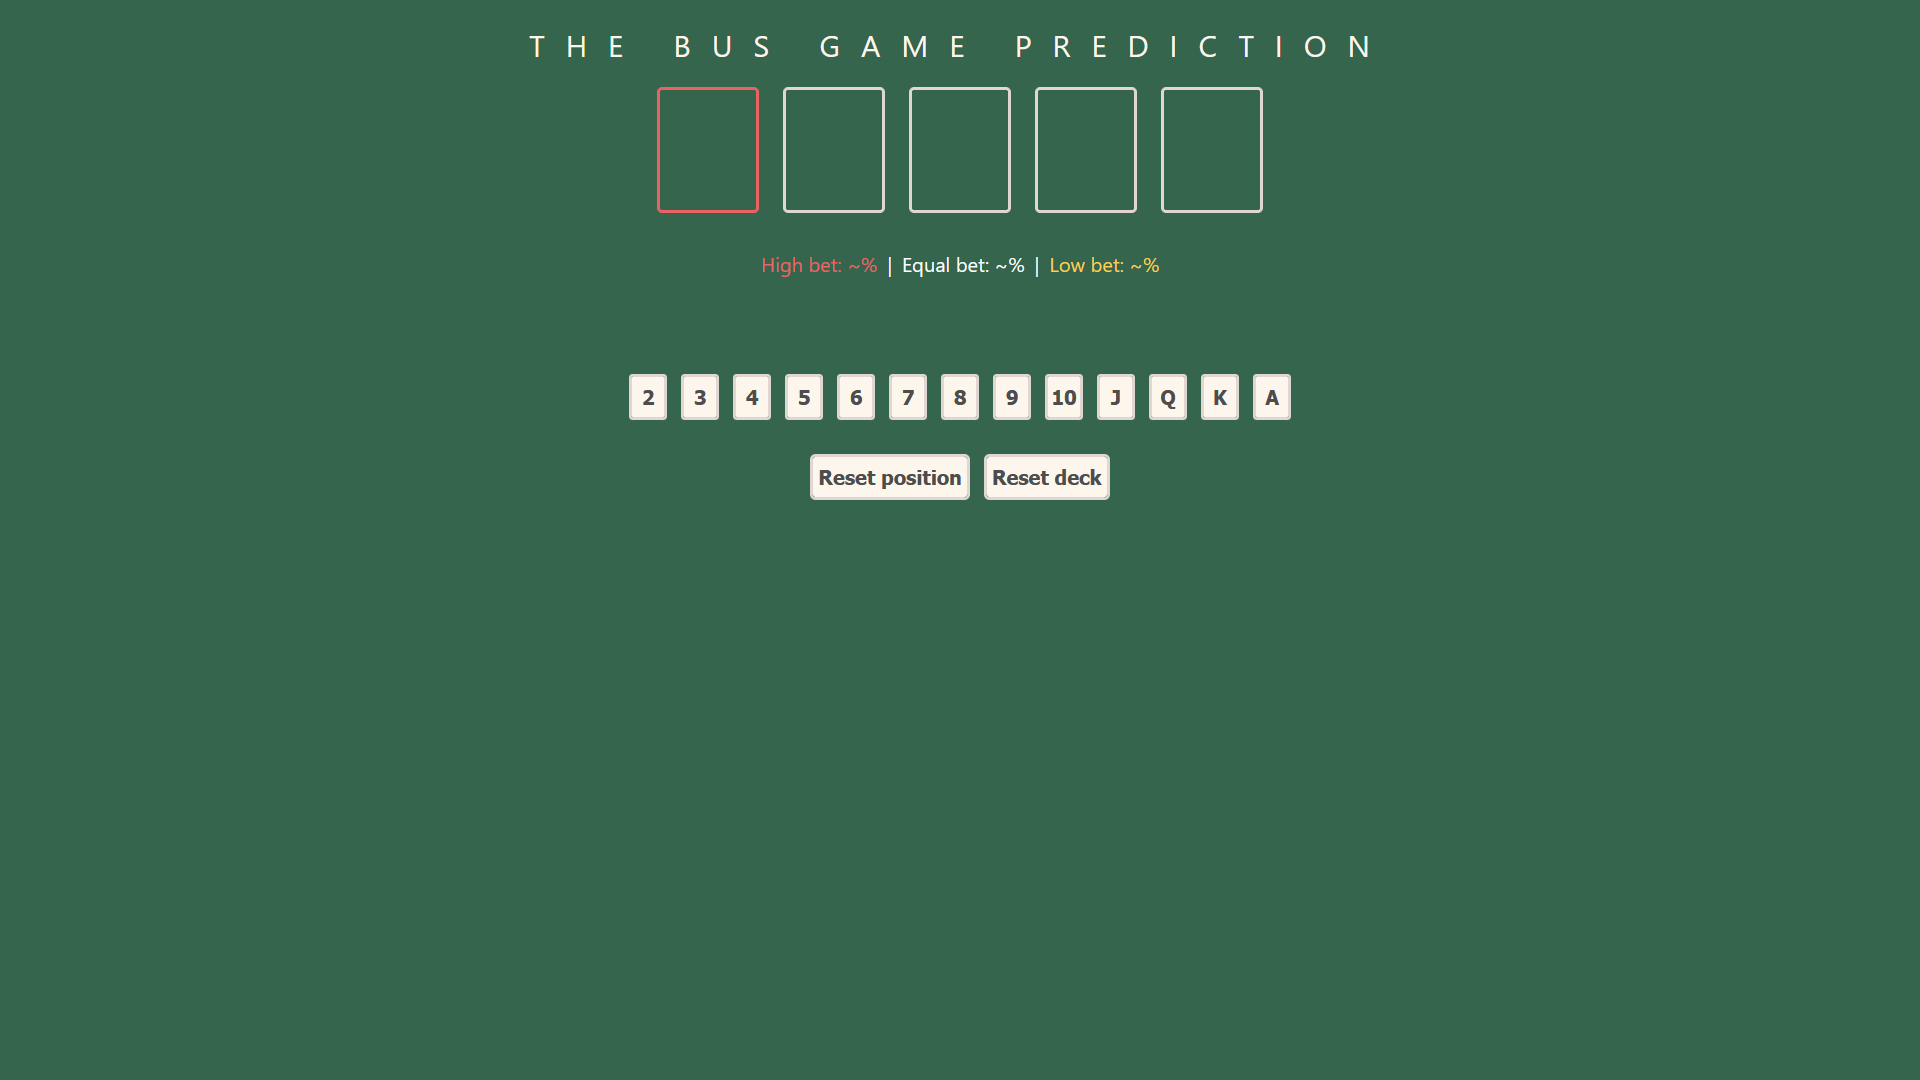 THE BUS GAME PREDICTION
High bet: ~% | Equal bet: ~% | Low bet: ~%
2 3 4 5 6 7 8 9 10 J Q K A
Reset position Reset deck